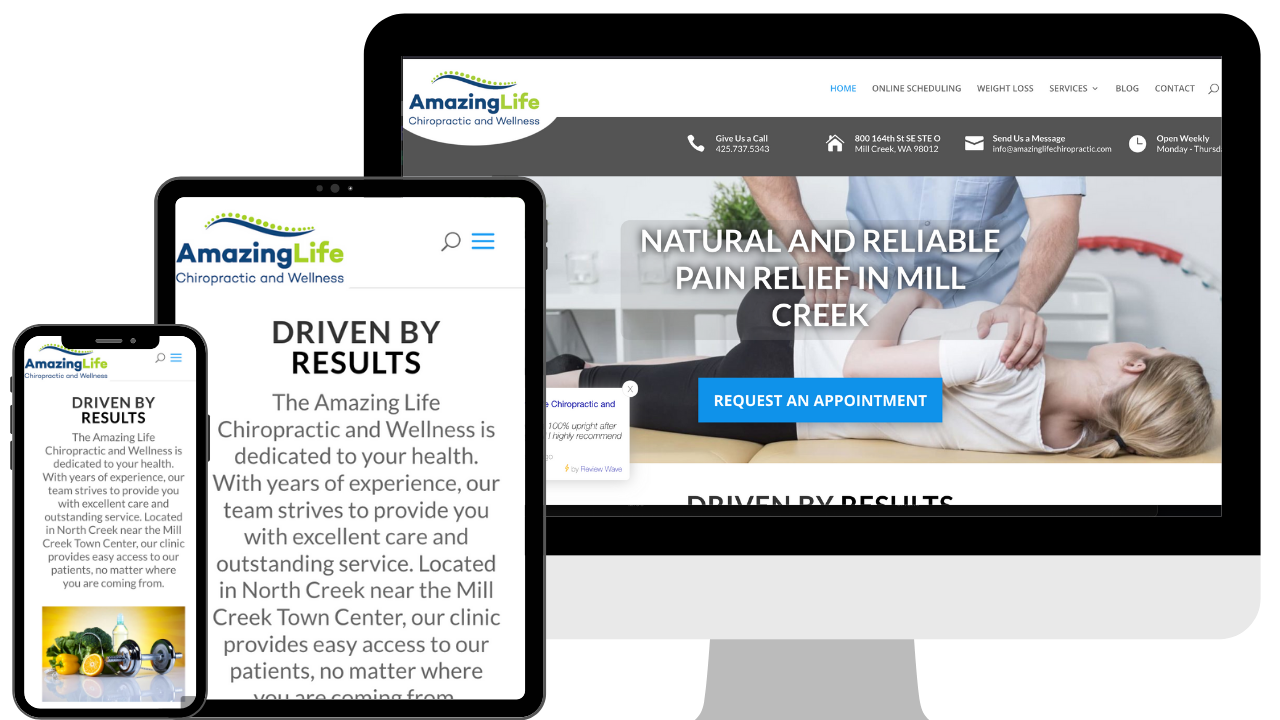 AmazingLife
Chiropractic and Wellness
HOME ONLINE SCHEDULING WEIGHT LOSS SERVICES BLOG CONTACT
Give Us a Call
425.737.5343
800 164th St SE STE O
Mill Creek, WA 98012
Send Us a Message
info@amazinglifechiropractic.com
Open Weekly
Monday - Thursd
NATURAL AND RELIABLE
PAIN RELIEF IN MILL
CREEK
REQUEST AN APPOINTMENT
X
e Chiropractic and
100% upright after
I highly recommend
go
by Review Wave
DRIVEN BY RESULTS
AmazingLife
Chiropractic and Wellness
DRIVEN BY
RESULTS
The Amazing Life
Chiropractic and Wellness is
dedicated to your health.
With years of experience, our
team strives to provide you
with excellent care and
outstanding service. Located
in North Creek near the Mill
Creek Town Center, our clinic
provides easy access to our
patients, no matter where
you are coming from.
AmazingLife
Chiropractic and Wellness
DRIVEN BY
RESULTS
The Amazing Life
Chiropractic and Wellness is
dedicated to your health.
With years of experience, our
team strives to provide you
with excellent care and
outstanding service. Located
in North Creek near the Mill
Creek Town Center, our clinic
provides easy access to our
patients, no matter where
you are coming from.